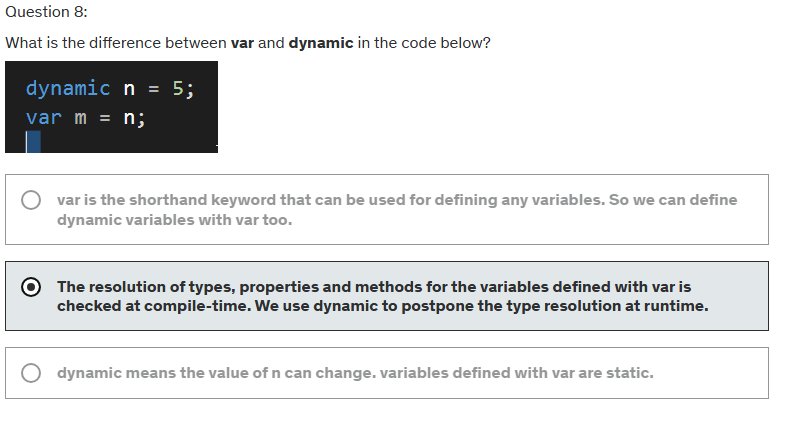 Question 8:
What is the difference between var and dynamic in the code below?
dynamic n = 5;
var m = n;
var is the shorthand keyword that can be used for defining any variables. So we can define
dynamic variables with var too.
The resolution of types, properties and methods for the variables defined with var is
checked at compile-time. We use dynamic to postpone the type resolution at runtime.
dynamic means the value of n can change. variables defined with var are static.